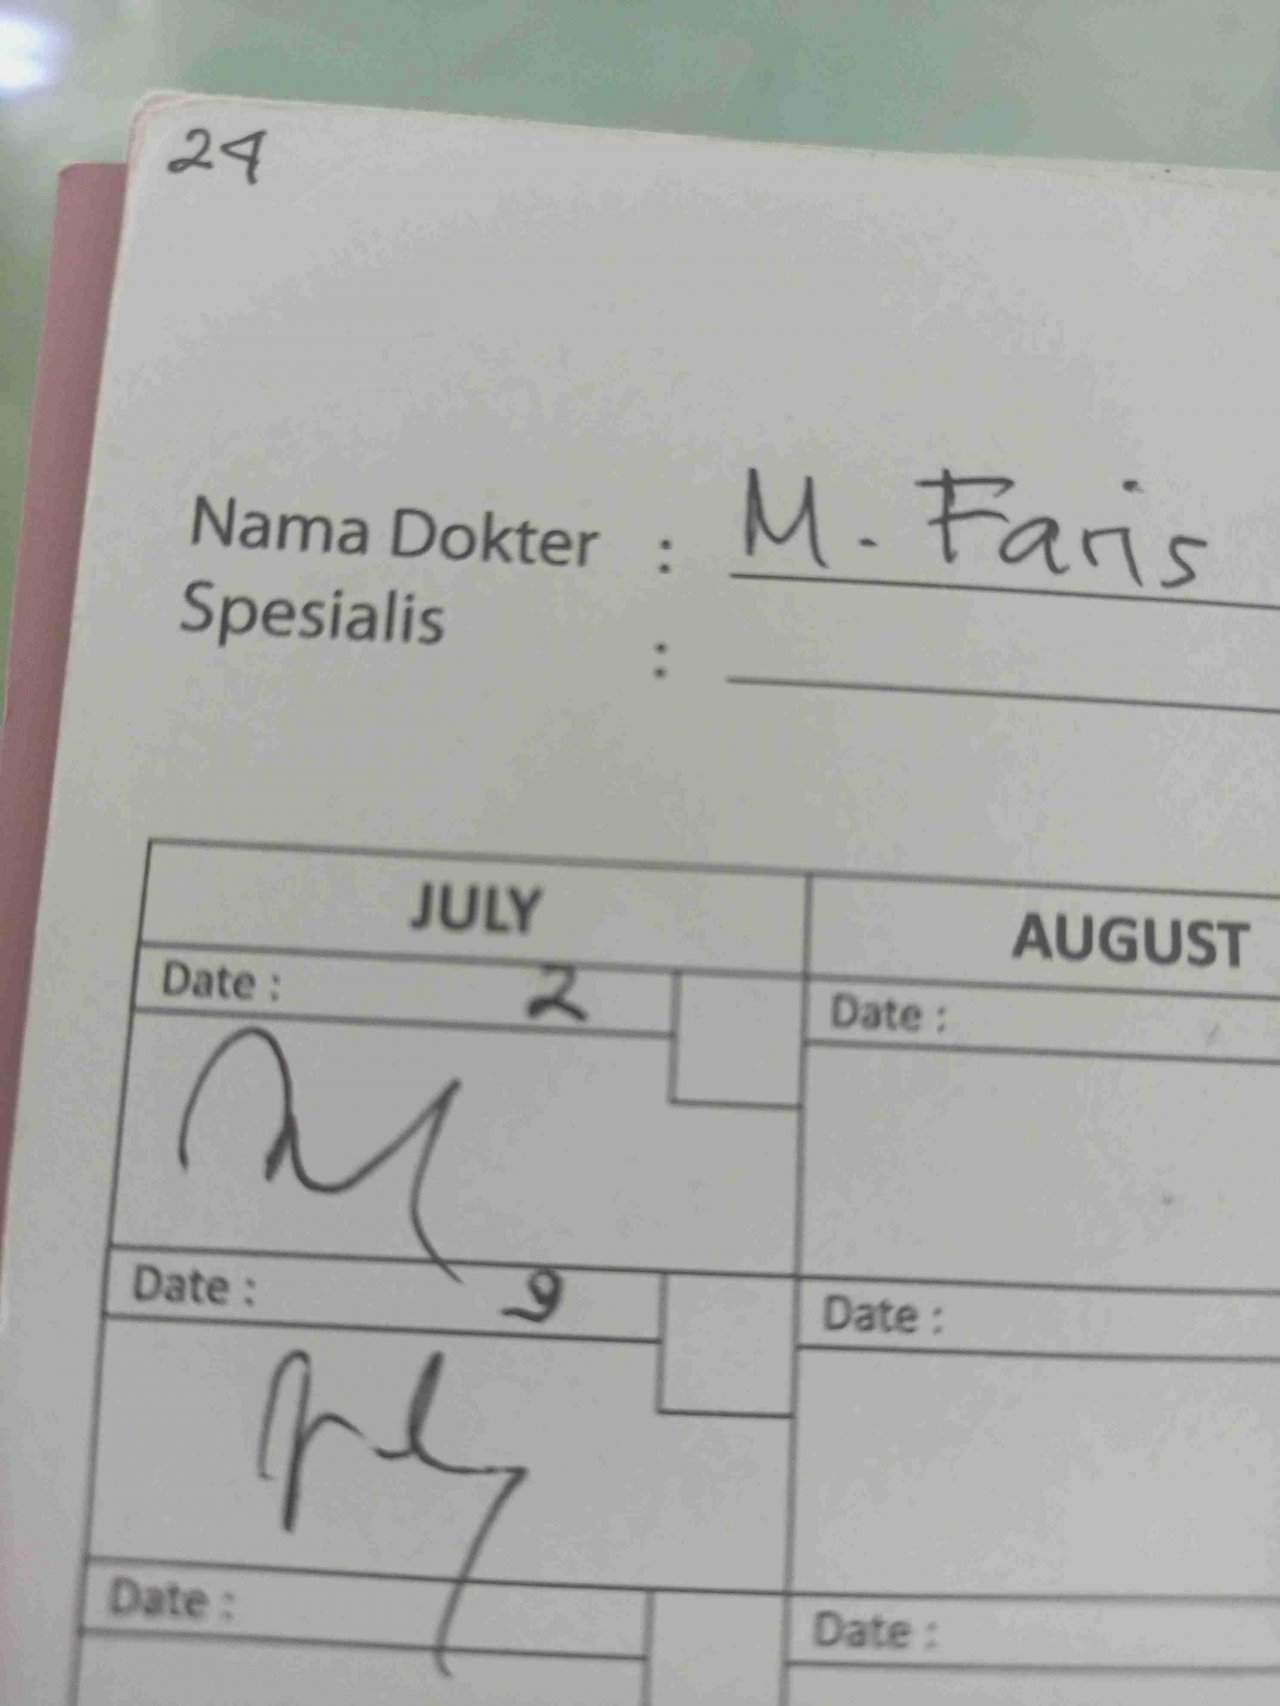 24
Nama Dokter : M. Faris
Spesialis :
JULY AUGUST
Date : 2 Date :
Date : 9 Date :
Date : Date :